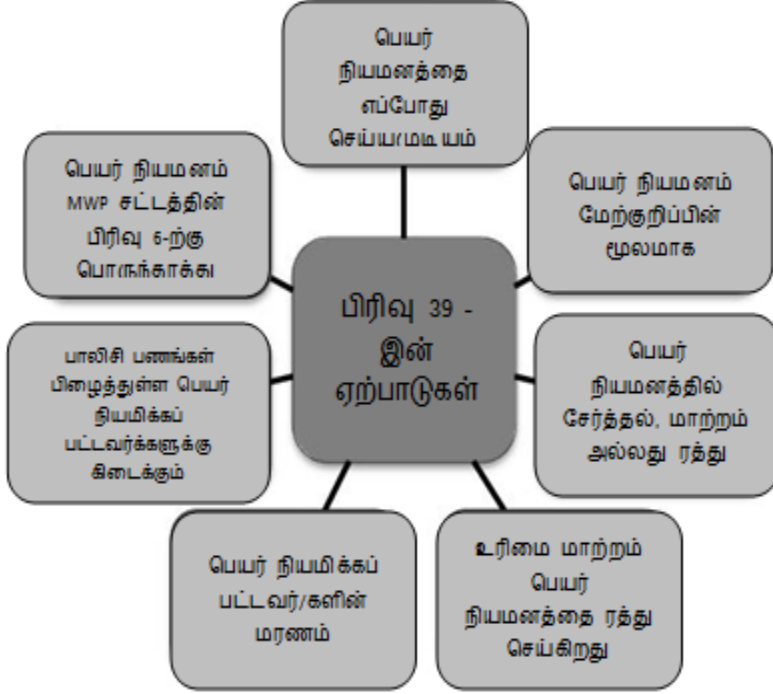 பெயர்
நியமனத்தை
எப்போது
செய்யமுடியும்
பெயர் நியமனம்
மேற்குறிப்பின்
மூலமாக
பெயர்
நியமனத்தில்
சேர்த்தல், மாற்றம்
அல்லது ரத்து
உரிமை மாற்றம்
பெயர்
நியமனத்தை ரத்து
செய்கிறது
பெயர் நியமிக்கப்
பட்டவர்/களின்
மரணம்
பாலிசி பணங்கள்
பிழைத்துள்ள பெயர்
நியமிக்கப்
பட்டவர்க்களுக்கு
கிடைக்கும்
பெயர் நியமனம்
MWP சட்டத்தின்
பிரிவு 6-ற்கு
பொருந்காக்கு
பிரிவு 39 -
இன்
ஏற்பாடுகள்